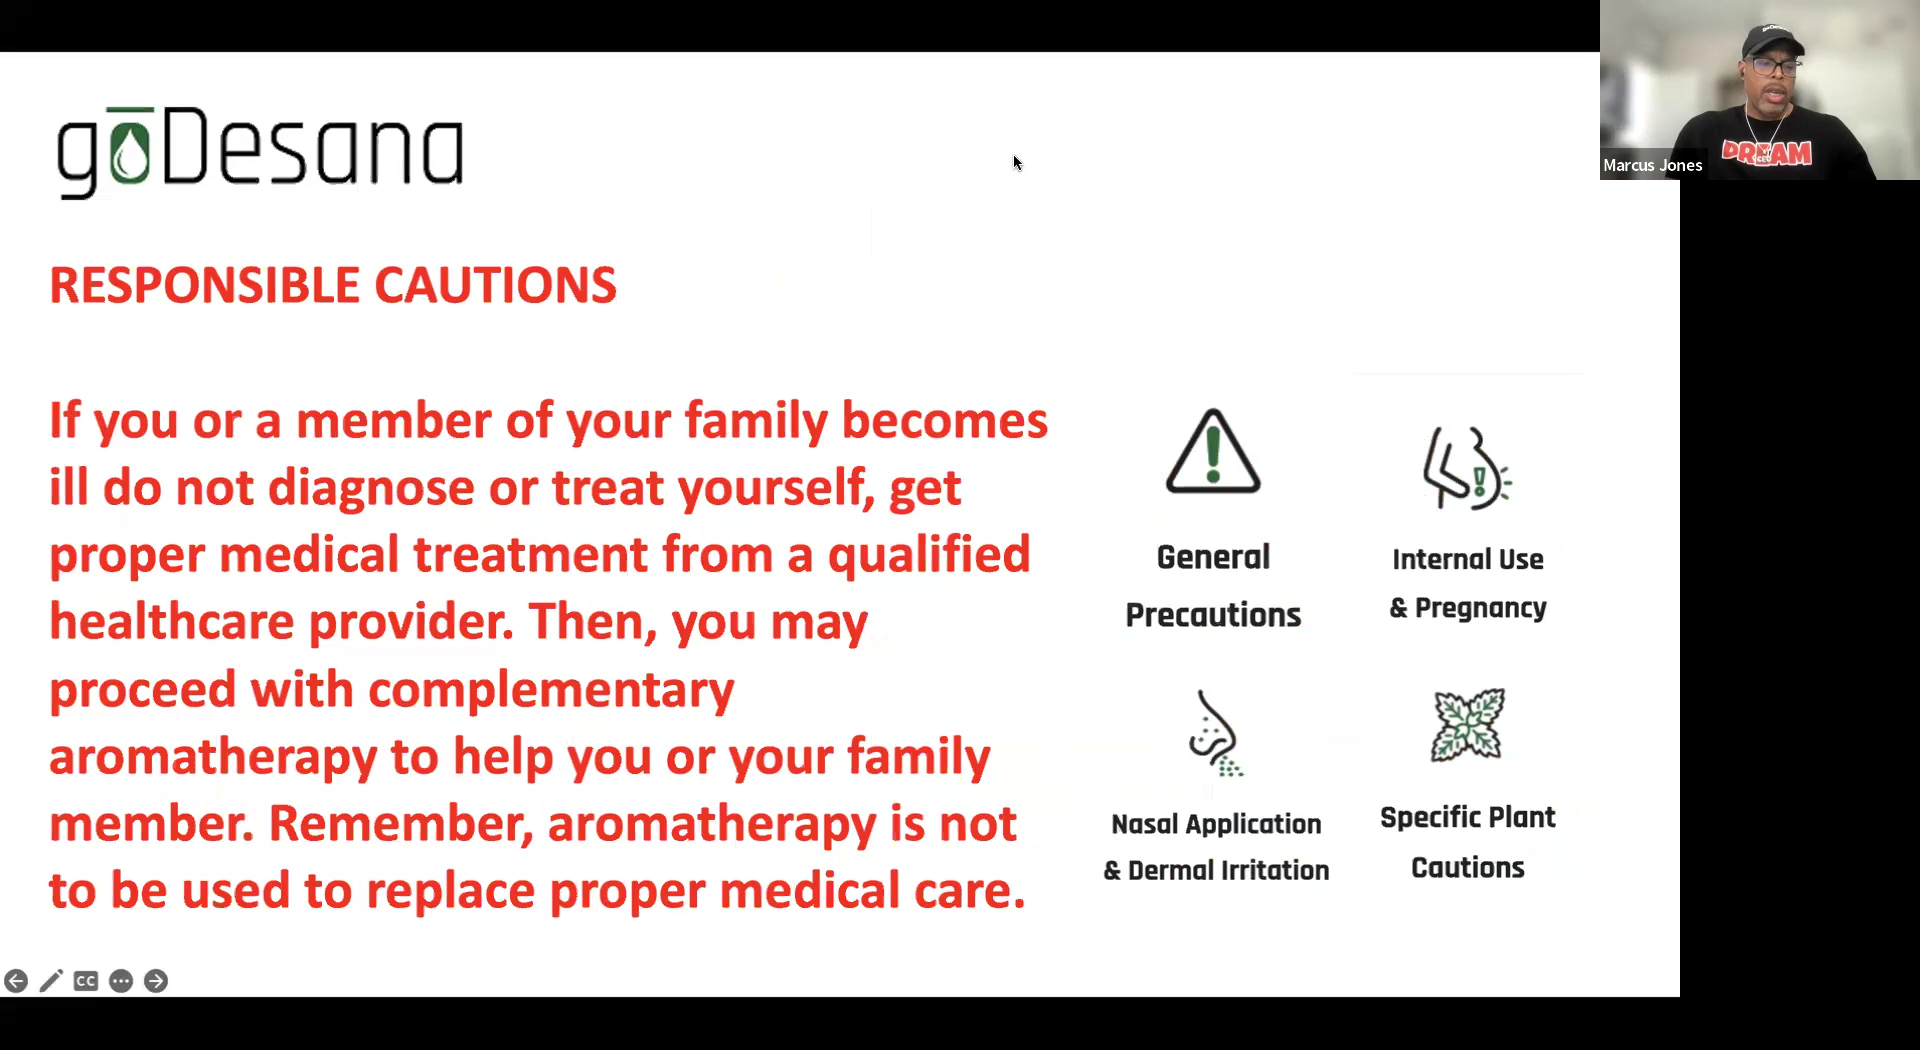 gōDesana
Marcus Jones
DREAM
CEO
RESPONSIBLE CAUTIONS
If you or a member of your family becomes
ill do not diagnose or treat yourself, get
proper medical treatment from a qualified
healthcare provider. Then, you may
proceed with complementary
aromatherapy to help you or your family
member. Remember, aromatherapy is not
to be used to replace proper medical care.
General
Precautions
Internal Use
& Pregnancy
Nasal Application
& Dermal Irritation
Specific Plant
Cautions
CC